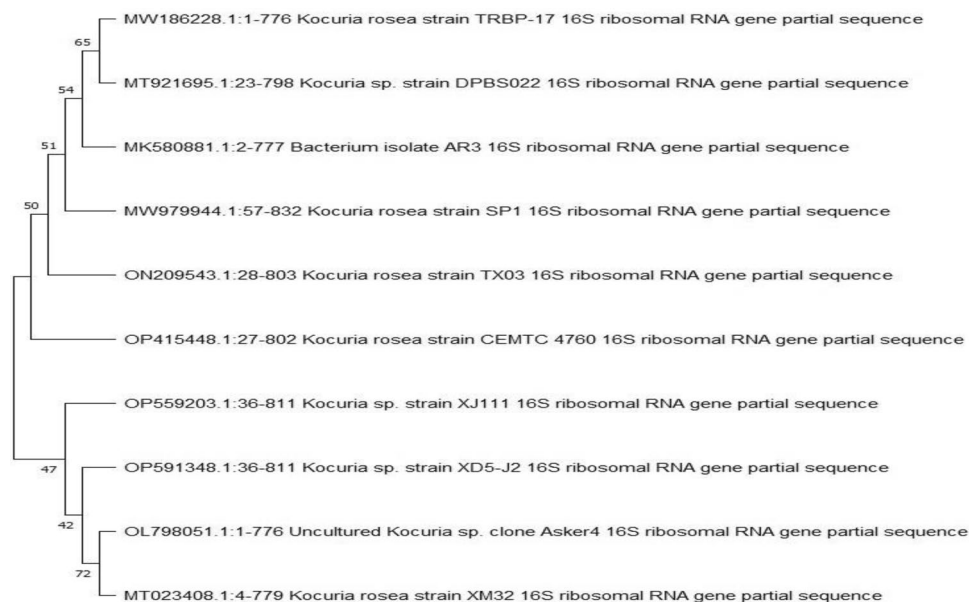 MW186228.1:1-776 Kocuria rosea strain TRBP-17 16S ribosomal RNA gene partial sequence
65
MT921695.1:23-798 Kocuria sp. strain DPBS022 16S ribosomal RNA gene partial sequence
54
MK580881.1:2-777 Bacterium isolate AR3 16S ribosomal RNA gene partial sequence
51
MW979944.1:57-832 Kocuria rosea strain SP1 16S ribosomal RNA gene partial sequence
50
ON209543.1:28-803 Kocuria rosea strain TX03 16S ribosomal RNA gene partial sequence
OP415448.1:27-802 Kocuria rosea strain CEMTC 4760 16S ribosomal RNA gene partial sequence
OP559203.1:36-811 Kocuria sp. strain XJ111 16S ribosomal RNA gene partial sequence
47
OP591348.1:36-811 Kocuria sp. strain XD5-J2 16S ribosomal RNA gene partial sequence
42
OL798051.1:1-776 Uncultured Kocuria sp. clone Asker4 16S ribosomal RNA gene partial sequence
72
MT023408.1:4-779 Kocuria rosea strain XM32 16S ribosomal RNA gene partial sequence